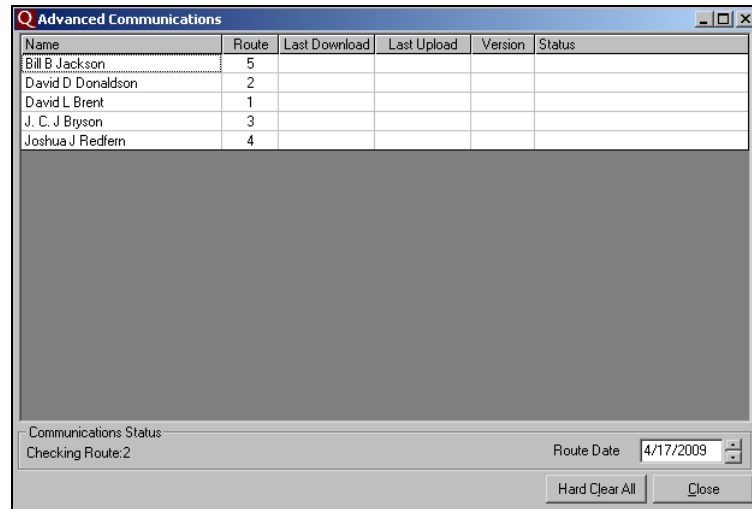 Q Advanced Communications
Name Route Last Download Last Upload Version Status
Bill B Jackson 5
David D Donaldson 2
David L Brent 1
J. C. J Bryson 3
Joshua J Redfern 4
Communications Status
Checking Route:2 Route Date 4/17/2009
Hard Clear All Close